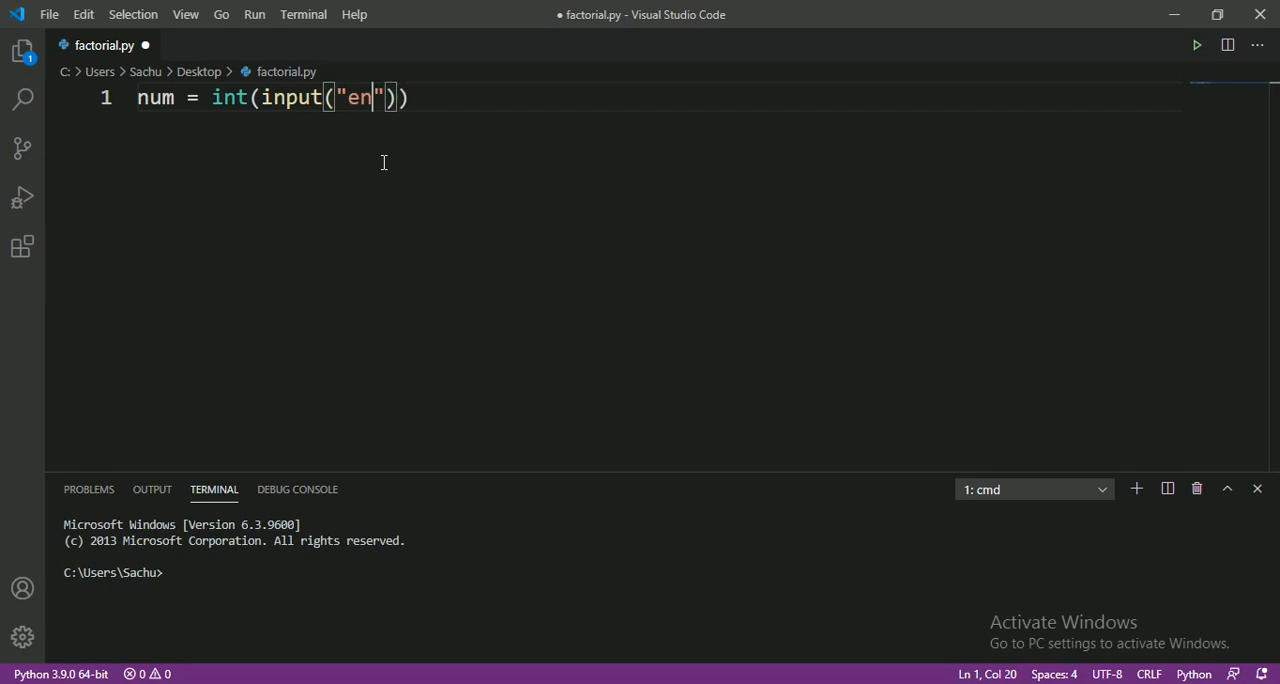 File Edit Selection View Go Run Terminal Help ● factorial.py - Visual Studio Code
factorial.py ●
C: > Users > Sachu > Desktop > factorial.py
1 num = int(input("en"))
PROBLEMS OUTPUT TERMINAL DEBUG CONSOLE 1: cmd
Microsoft Windows [Version 6.3.9600]
(c) 2013 Microsoft Corporation. All rights reserved.
C:\Users\Sachu>
Activate Windows
Go to PC settings to activate Windows.
Python 3.9.0 64-bit 0 0 Ln 1, Col 20 Spaces: 4 UTF-8 CRLF Python
1